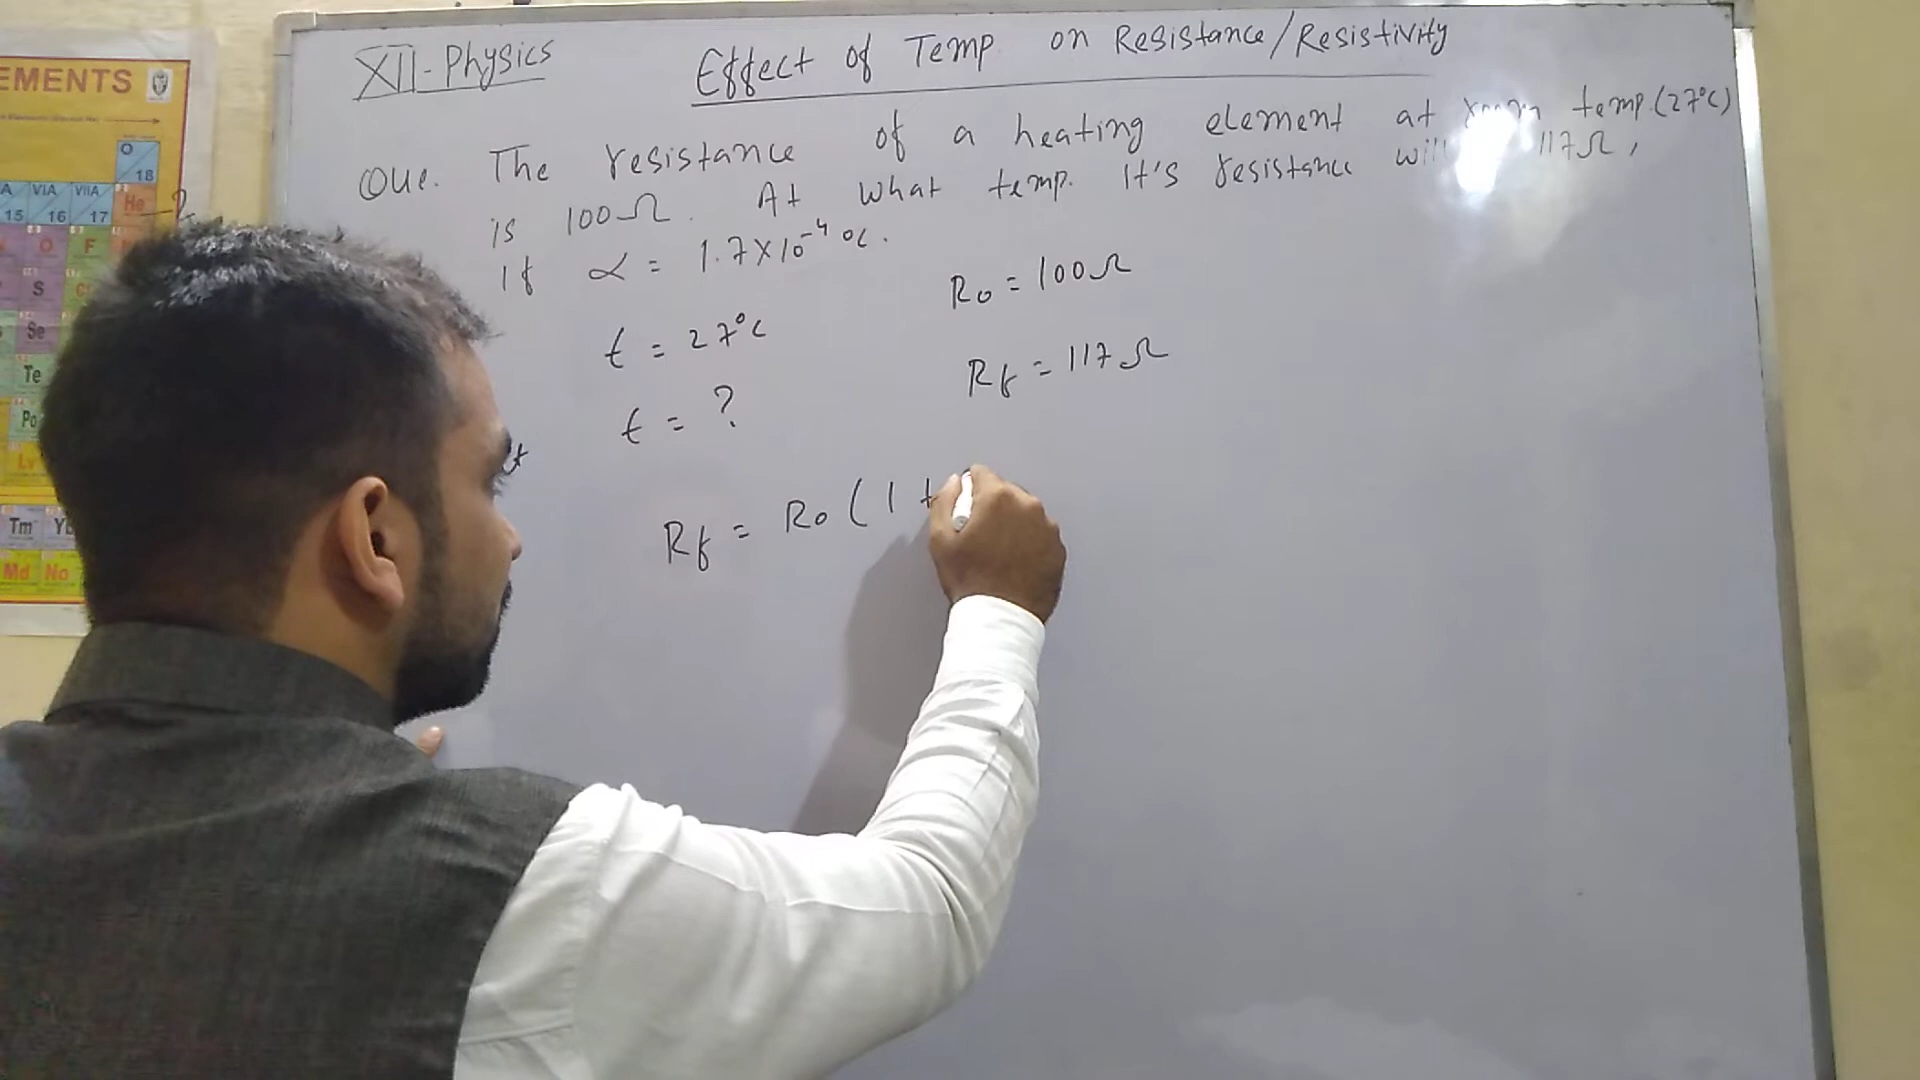 XII-Physics
Effect of Temp. on Resistance/Resistivity
Que. The resistance of a heating element at temp. (27°C)
is 100Ω. At what temp. It's resistance will 117Ω,
If α = 1.7×10⁻⁴ °C.
t = 27°C
R₀ = 100Ω
t = ?
Rt = 117Ω
Rt = R₀ (1 +
EMENTS
O
18
A VIA VIIA
15 16 17
He
O F
S
Se
Te
Po
Lv
Tm
Md No